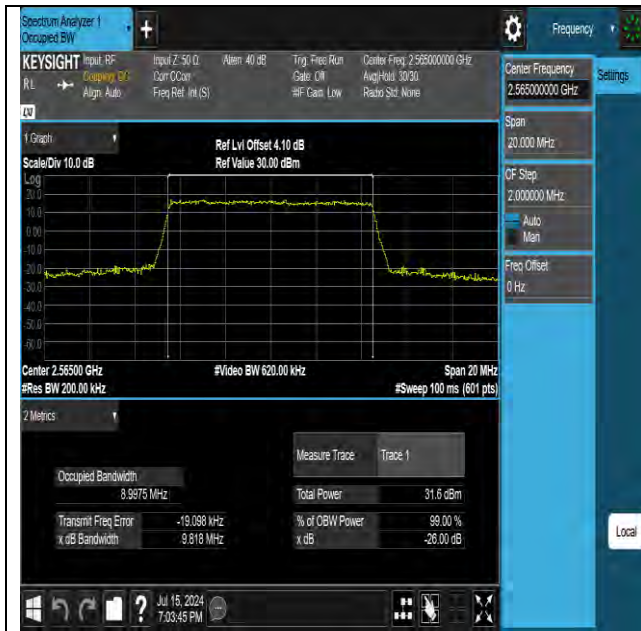 Spectrum Analyzer 1
Occupied BW
Frequency
KEYSIGHT
Input: RF
Input Z: 50 Ω
Atten: 40 dB
Trig: Free Run
Center Freq: 2.565000000 GHz
RL
Coupling: DC
Corr CCorr
Gate: Off
Avg|Hold: 30/30
Align: Auto
Freq Ref: Int (S)
#IF Gain: Low
Radio Std: None
Center Frequency
2.565000000 GHz
Settings
Span
20.000 MHz
CF Step
2.000000 MHz
Auto
Man
Freq Offset
0 Hz
Local
1 Graph
Ref Lvl Offset 4.10 dB
Scale/Div 10.0 dB
Ref Value 30.00 dBm
Log
20.0
10.0
0.00
-10.0
-20.0
-30.0
-40.0
-50.0
-60.0
Center 2.56500 GHz
#Video BW 620.00 kHz
Span 20 MHz
#Res BW 200.00 kHz
#Sweep 100 ms (601 pts)
2 Metrics
Measure Trace
Trace 1
Occupied Bandwidth
8.9975 MHz
Total Power
31.6 dBm
Transmit Freq Error
-19.098 kHz
% of OBW Power
99.00 %
x dB Bandwidth
9.818 MHz
x dB
-26.00 dB
?
Jul 15, 2024
7:03:45 PM